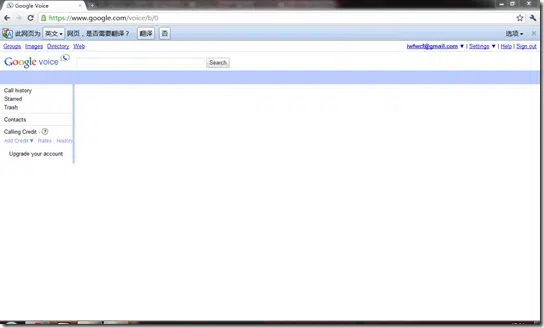 Google Voice
https://www.google.com/voice/b/0
此网页为 英文 网页，是否需要翻译？ 翻译 否 选项
Groups Images Directory Web iwfwcf@gmail.com ▼ | Settings ▼ | Help | Sign out
Google voice Search
Call history
Starred
Trash
Contacts
Calling Credit - ?
Add Credit ▼ | Rates | History
Upgrade your account